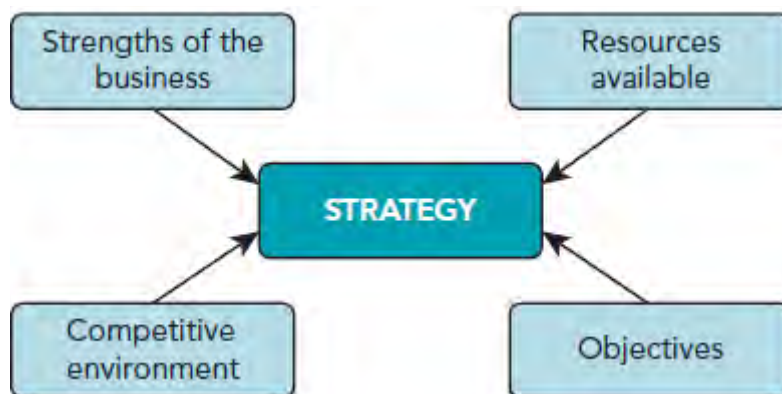 Strengths of the
business
Resources
available
STRATEGY
Competitive
environment
Objectives